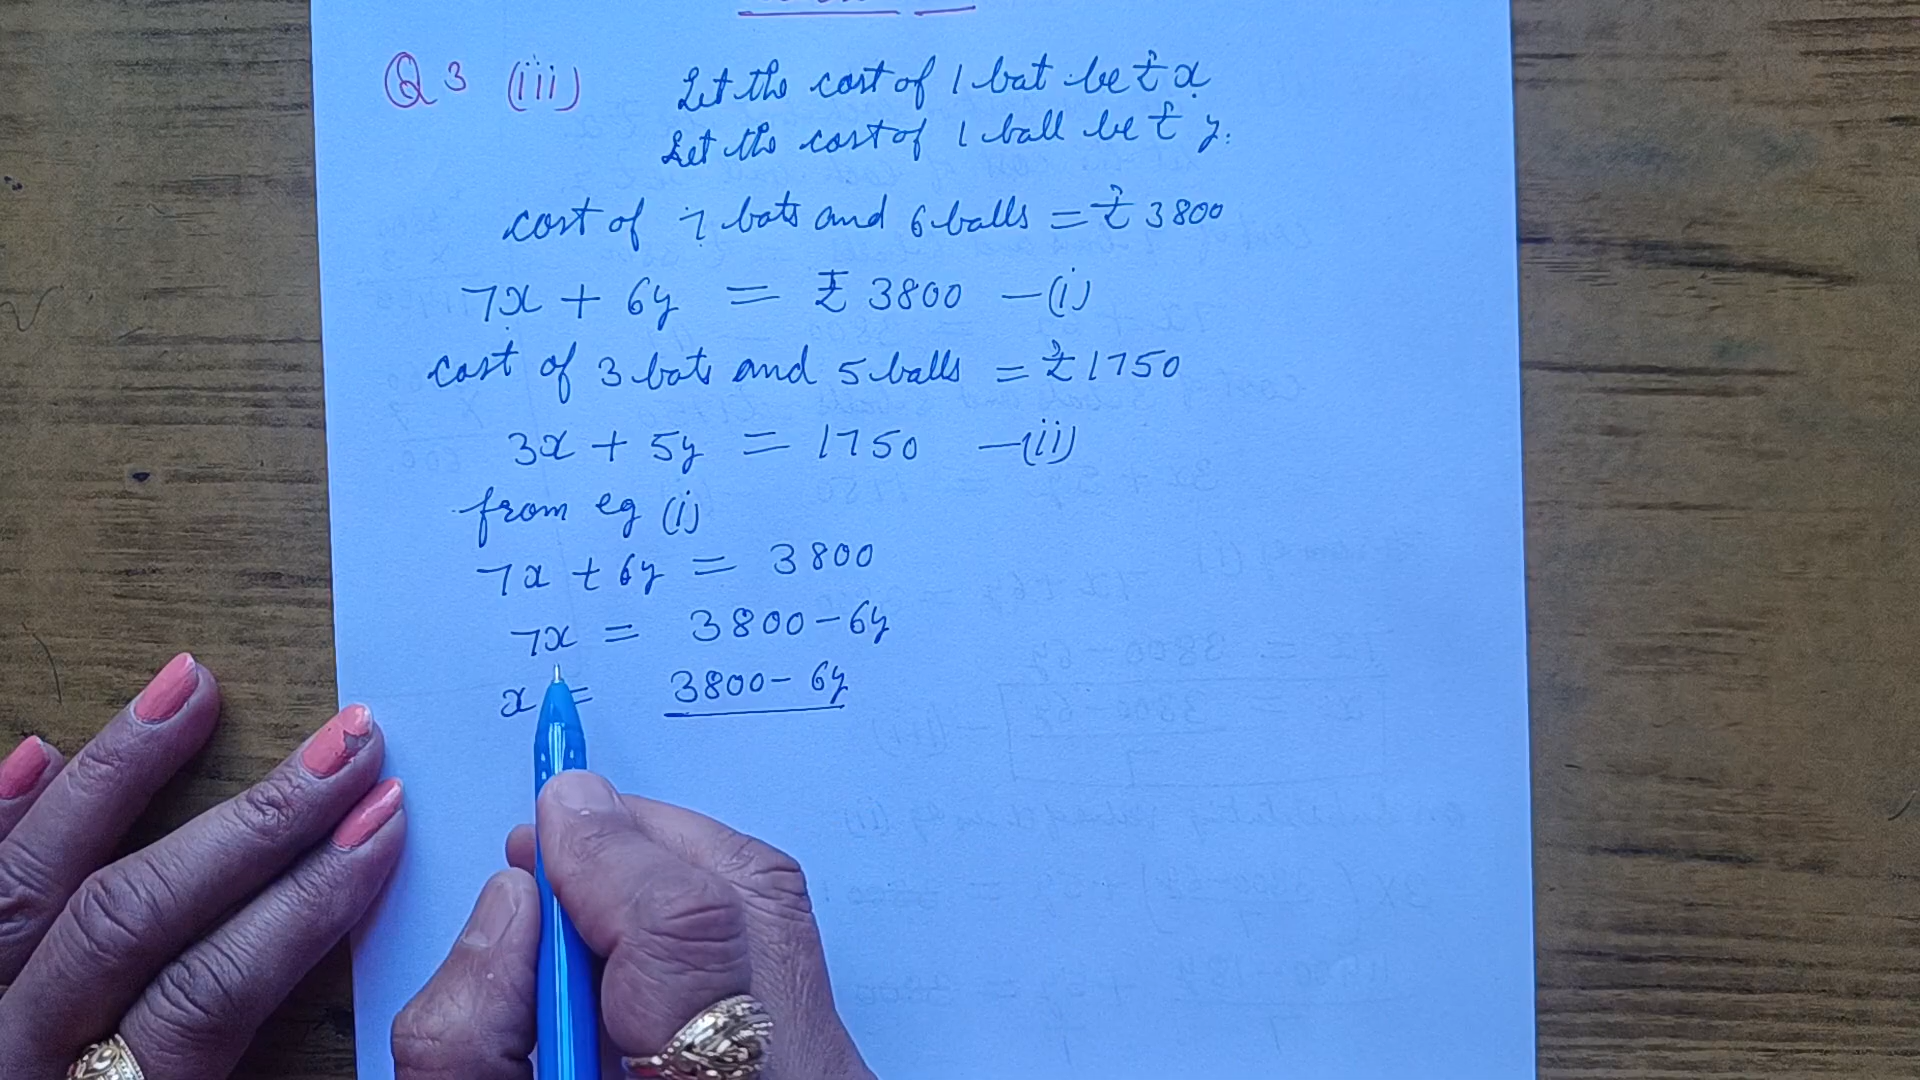 Q3 (iii) Let the cost of 1 bat be ₹ x
Let the cost of 1 ball be ₹ y.
cost of 7 bats and 6 balls = ₹ 3800
7x + 6y = ₹ 3800 —(i)
cost of 3 bats and 5 balls = ₹ 1750
3x + 5y = 1750 —(ii)
from eq (i)
7x + 6y = 3800
7x = 3800 - 6y
x = 3800 - 6y